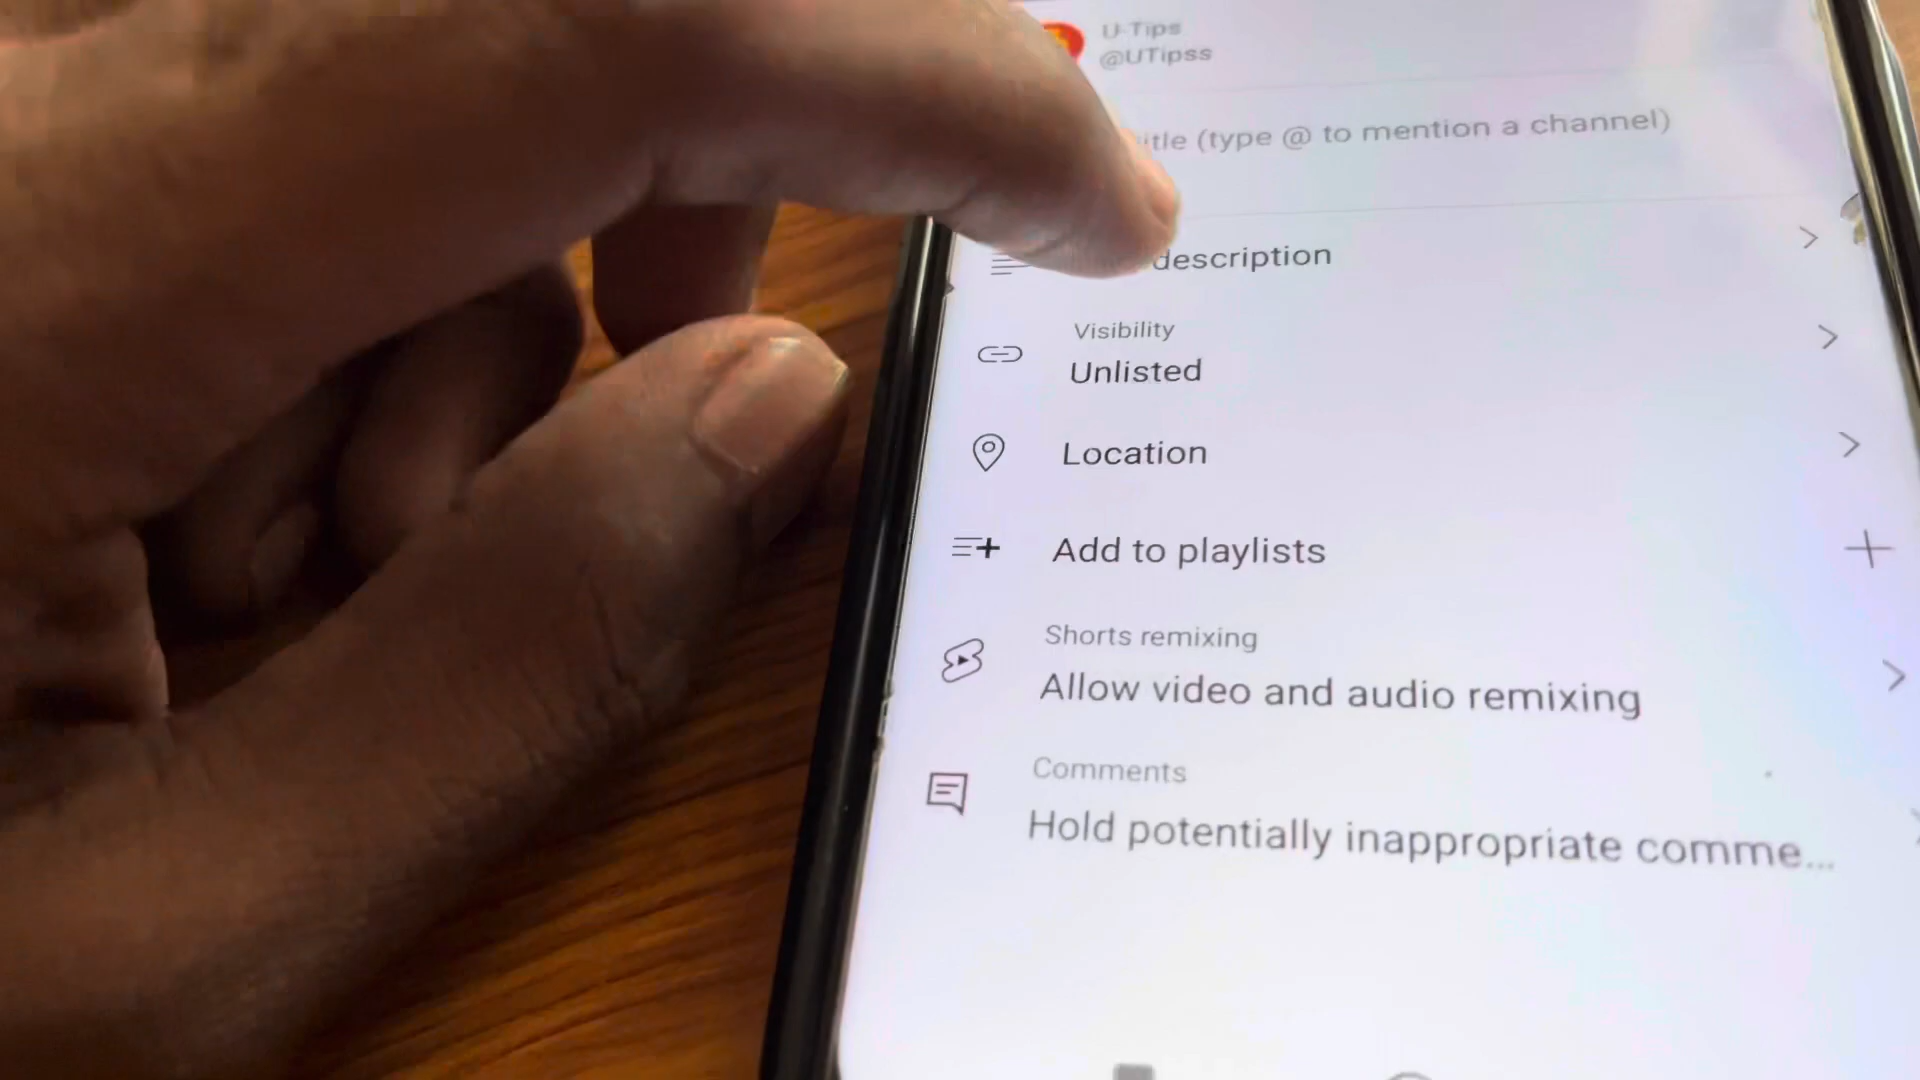 U-Tips
@UTipss
itle (type @ to mention a channel)
description
Visibility
Unlisted
Location
Add to playlists
Shorts remixing
Allow video and audio remixing
Comments
Hold potentially inappropriate comme...